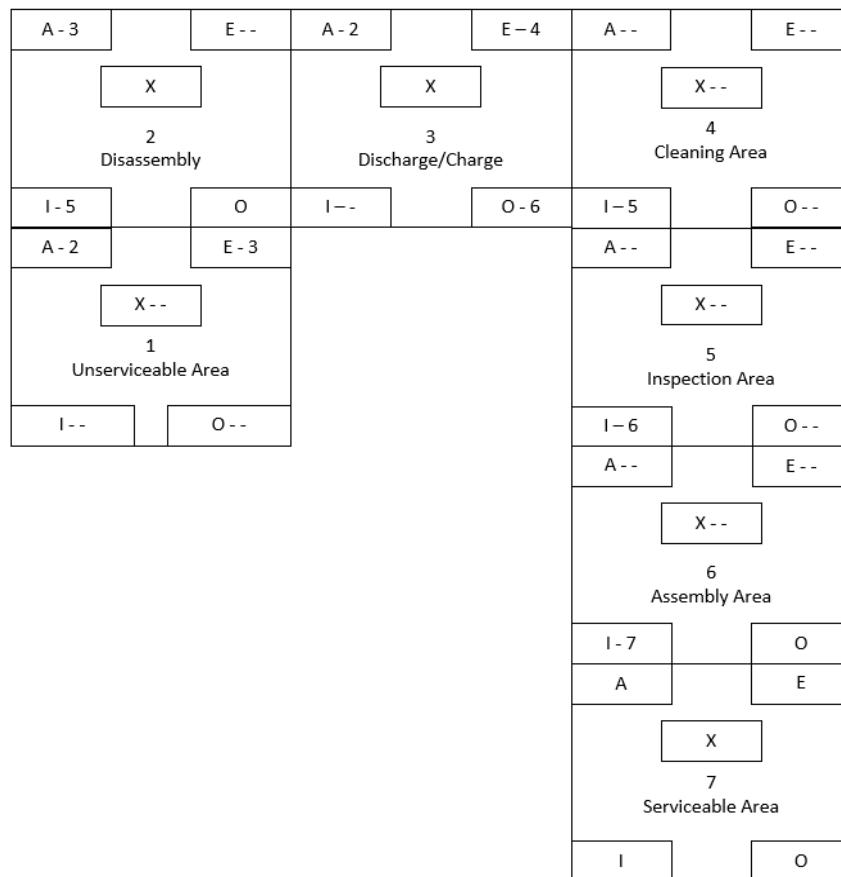 A - 3
E - -
A - 2
E – 4
A - -
E - -
X
X
X - -
2
Disassembly
3
Discharge/Charge
4
Cleaning Area
I - 5
O
I – -
O - 6
I – 5
O - -
A - 2
E - 3
A - -
E - -
X - -
X - -
1
Unserviceable Area
5
Inspection Area
I - -
O - -
I – 6
O - -
A - -
E - -
X - -
6
Assembly Area
I - 7
O
A
E
X
7
Serviceable Area
I
O